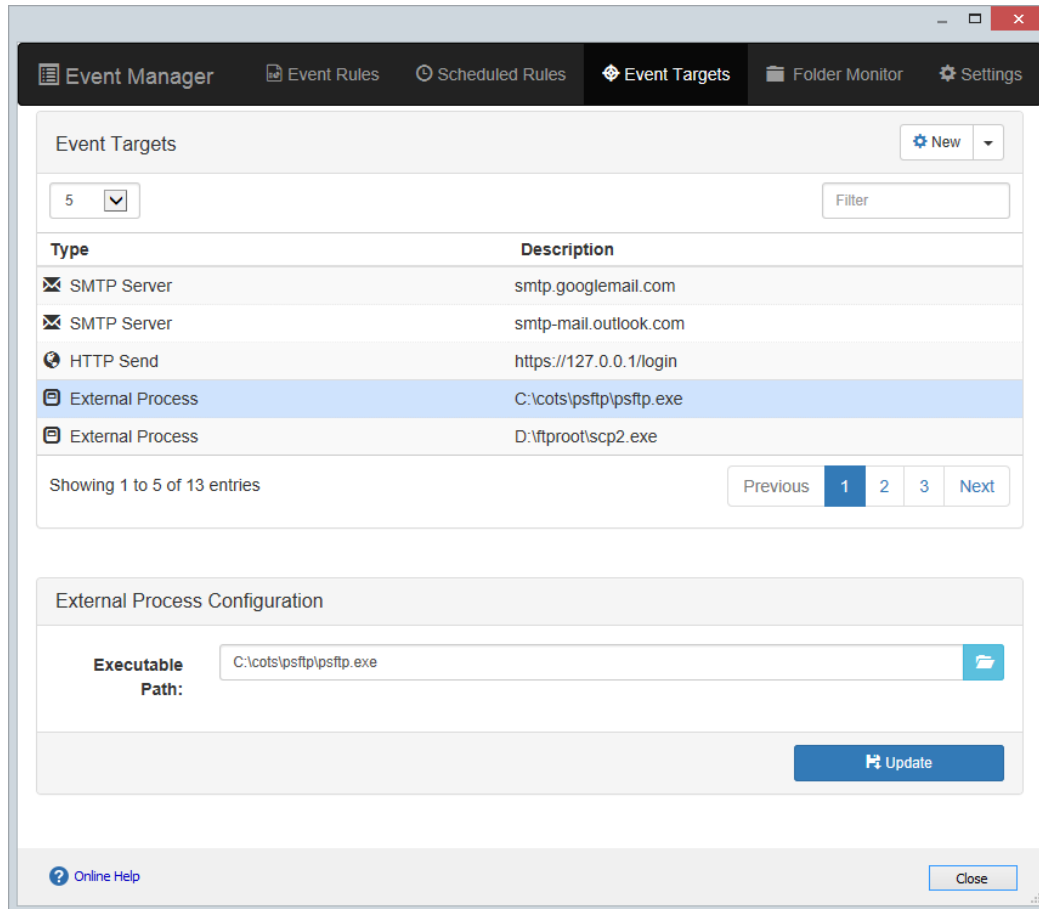 Event Manager Event Rules Scheduled Rules Event Targets Folder Monitor Settings
Event Targets New
5 Filter
Type Description
SMTP Server smtp.googlemail.com
SMTP Server smtp-mail.outlook.com
HTTP Send https://127.0.0.1/login
External Process C:\cots\psftp\psftp.exe
External Process D:\ftproot\scp2.exe
Showing 1 to 5 of 13 entries Previous 1 2 3 Next
External Process Configuration
Executable Path: C:\cots\psftp\psftp.exe
Update
Online Help Close